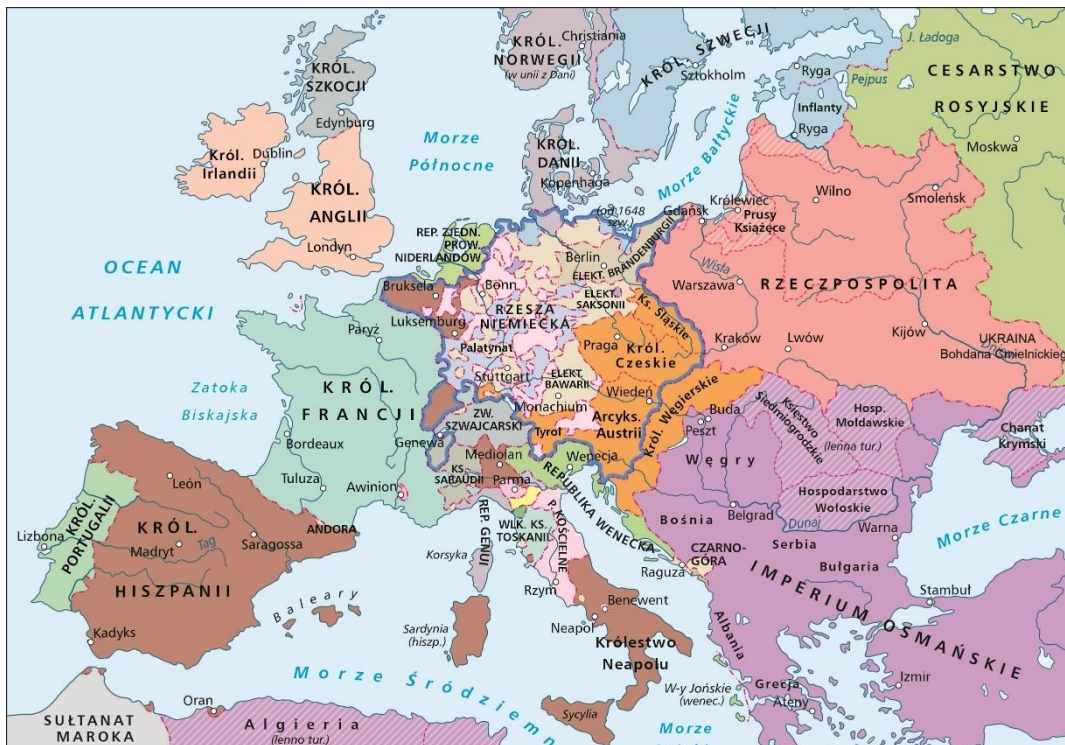 KRÓL.
NORWEGII
(w unii z Dani)
Christiania
KRÓL. SZWECJI
Sztokholm
J. Ładoga
Ryga
J. Pejpus
Inflanty
Ryga
CESARSTWO
ROSYJSKIE
Moskwa
KRÓL.
SZKOCJI
Edynburg
Król.
Irlandii
Dublin
KRÓL.
ANGLII
Londyn
Morze
Północne
KRÓL.
DANII
Kopenhaga
Morze Bałtyckie
(od 1648
szw.)
Gdańsk
Królewiec
Prusy
Książęce
Wilno
Smoleńsk
OCEAN
ATLANTYCKI
REP. ZJEDN.
PROW.
NIDERLANDÓW
Berlin
ELEKT. BRANDENBURGII
Wisła
Warszawa
RZECZPOSPOLITA
Bruksela
Bonn
ELEKT.
SAKSONII
Ks. Śląskie
Luksemburg
RZESZA
NIEMIECKA
Paryż
Palatynat
Praga
Król.
Czeskie
Kraków
Lwów
Kijów
UKRAINA
Bohdana Chmielnickiego
Stuttgart
ELEKT.
BAWARII
Wiedeń
Monachium
Zatoka
Biskajska
KRÓL.
FRANCJI
ZW.
SZWAJCARSKI
Tyrol
Arcyks.
Austrii
Król. Węgierskie
Buda
Peszt
Księstwo
Siedmiogrodzkie
Hosp.
Mołdawskie
(lenna tur.)
Chanat
Krymski
Bordeaux
Genewa
Mediolan
Wenecja
Węgry
Tuluza
Awinion
KS.
SABAUDII
Parma
REPUBLIKA WENECKA
Hospodarstwo
Wołoskie
León
ANDORA
REP. GENUI
WLK. KS.
TOSKANII
P. KOŚCIELNE
Bośnia
Belgrad
Dunaj
Warna
Morze Czarne
KRÓL.
PORTUGALII
Lizbona
KRÓL.
HISZPANII
Madryt
Tag
Saragossa
Korsyka
CZARNO-
GÓRA
Serbia
Raguza
Bułgaria
IMPERIUM OSMAŃSKIE
Stambuł
Rzym
Benewent
Neapol
Baleary
Sardynia
(hiszp.)
Królestwo
Neapolu
Albania
Kadyks
Morze Śródziemn
W-y Jońskie
(wenec.)
Grecja
Ateny
Izmir
Oran
Sycylia
Morze
SUŁTANAT
MAROKA
Algieria
(lenno tur.)